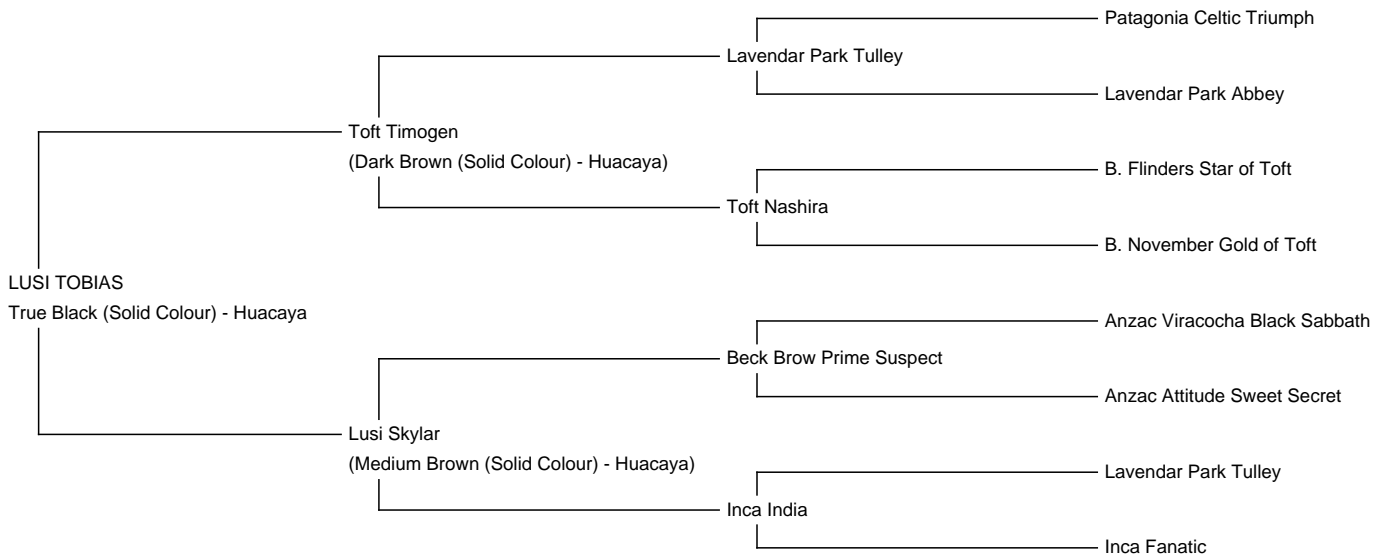 Patagonia Celtic Triumph
Lavendar Park Tulley
Lavendar Park Abbey
Toft Timogen
(Dark Brown (Solid Colour) - Huacaya)
B. Flinders Star of Toft
Toft Nashira
B. November Gold of Toft
LUSI TOBIAS
True Black (Solid Colour) - Huacaya
Anzac Viracocha Black Sabbath
Beck Brow Prime Suspect
Anzac Attitude Sweet Secret
Lusi Skylar
(Medium Brown (Solid Colour) - Huacaya)
Lavendar Park Tulley
Inca India
Inca Fanatic